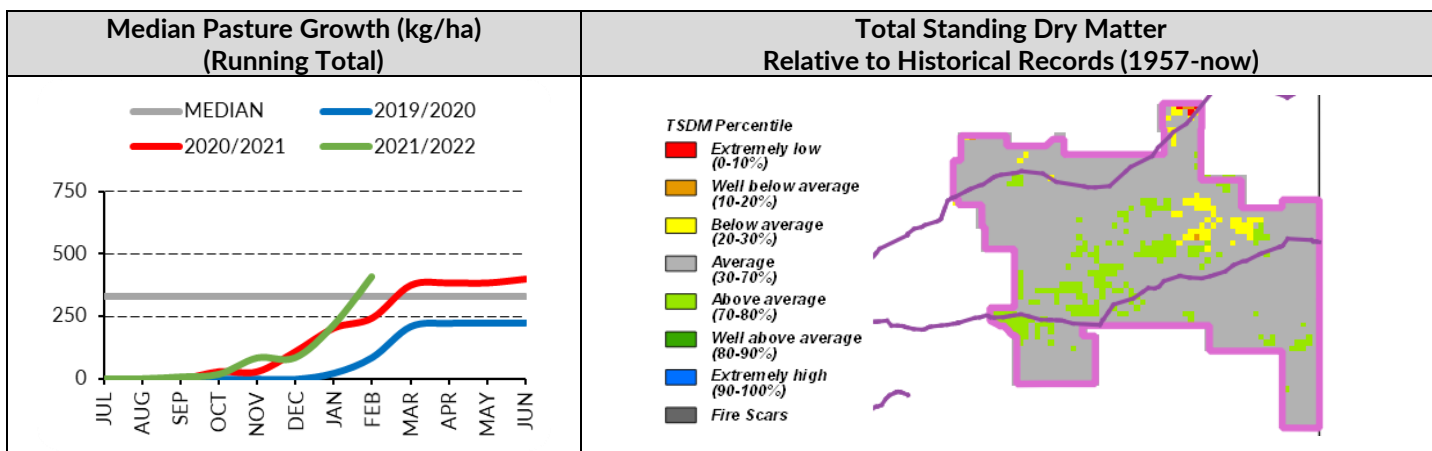 Median Pasture Growth (kg/ha)
(Running Total)
Total Standing Dry Matter
Relative to Historical Records (1957-now)
MEDIAN
2019/2020
2020/2021
2021/2022
750
500
250
0
JUL
AUG
SEP
OCT
NOV
DEC
JAN
FEB
MAR
APR
MAY
JUN
TSDM Percentile
Extremely low
(0-10%)
Well below average
(10-20%)
Below average
(20-30%)
Average
(30-70%)
Above average
(70-80%)
Well above average
(80-90%)
Extremely high
(90-100%)
Fire Scars